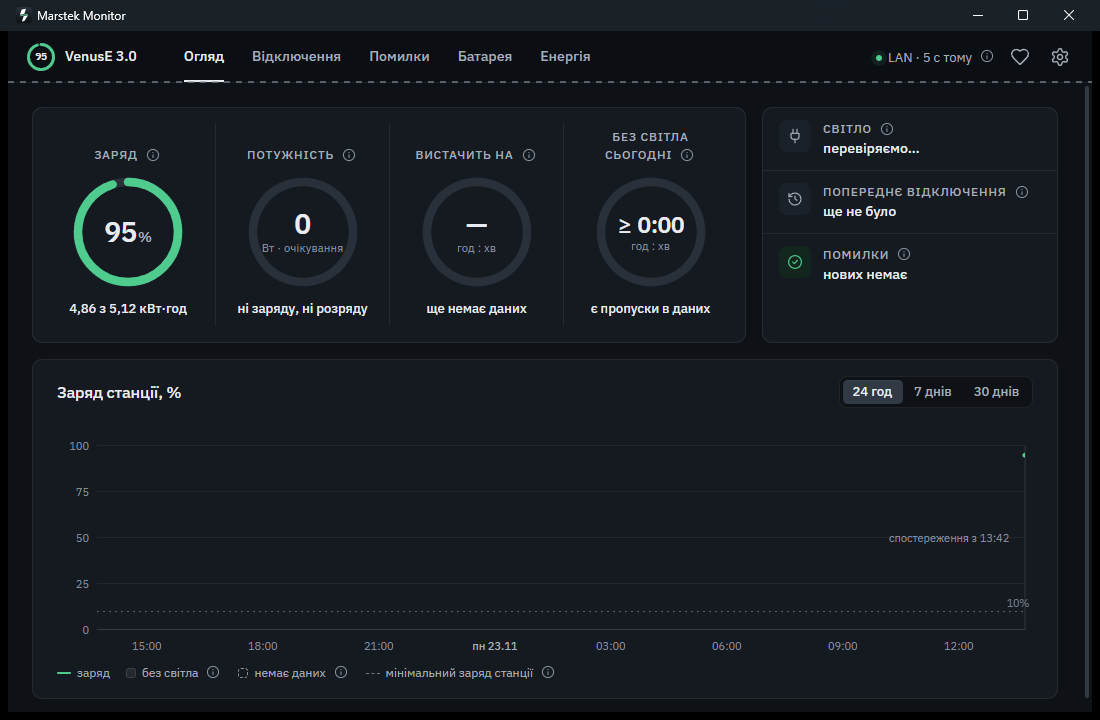 Marstek Monitor
95 VenusE 3.0 Огляд Відключення Помилки Батарея Енергія LAN · 5 с тому
ЗАРЯД
95%
4,86 з 5,12 кВт·год
ПОТУЖНІСТЬ
0
Вт · очікування
ні заряду, ні розряду
ВИСТАЧИТЬ НА
—
год : хв
ще немає даних
БЕЗ СВІТЛА
СЬОГОДНІ
≥ 0:00
год : хв
є пропуски в даних
СВІТЛО
перевіряємо...
ПОПЕРЕДНЄ ВІДКЛЮЧЕННЯ
ще не було
ПОМИЛКИ
нових немає
Заряд станції, %
24 год 7 днів 30 днів
100
75
50
25
0
спостереження з 13:42
10%
15:00 18:00 21:00 пн 23.11 03:00 06:00 09:00 12:00
заряд без світла немає даних мінімальний заряд станції